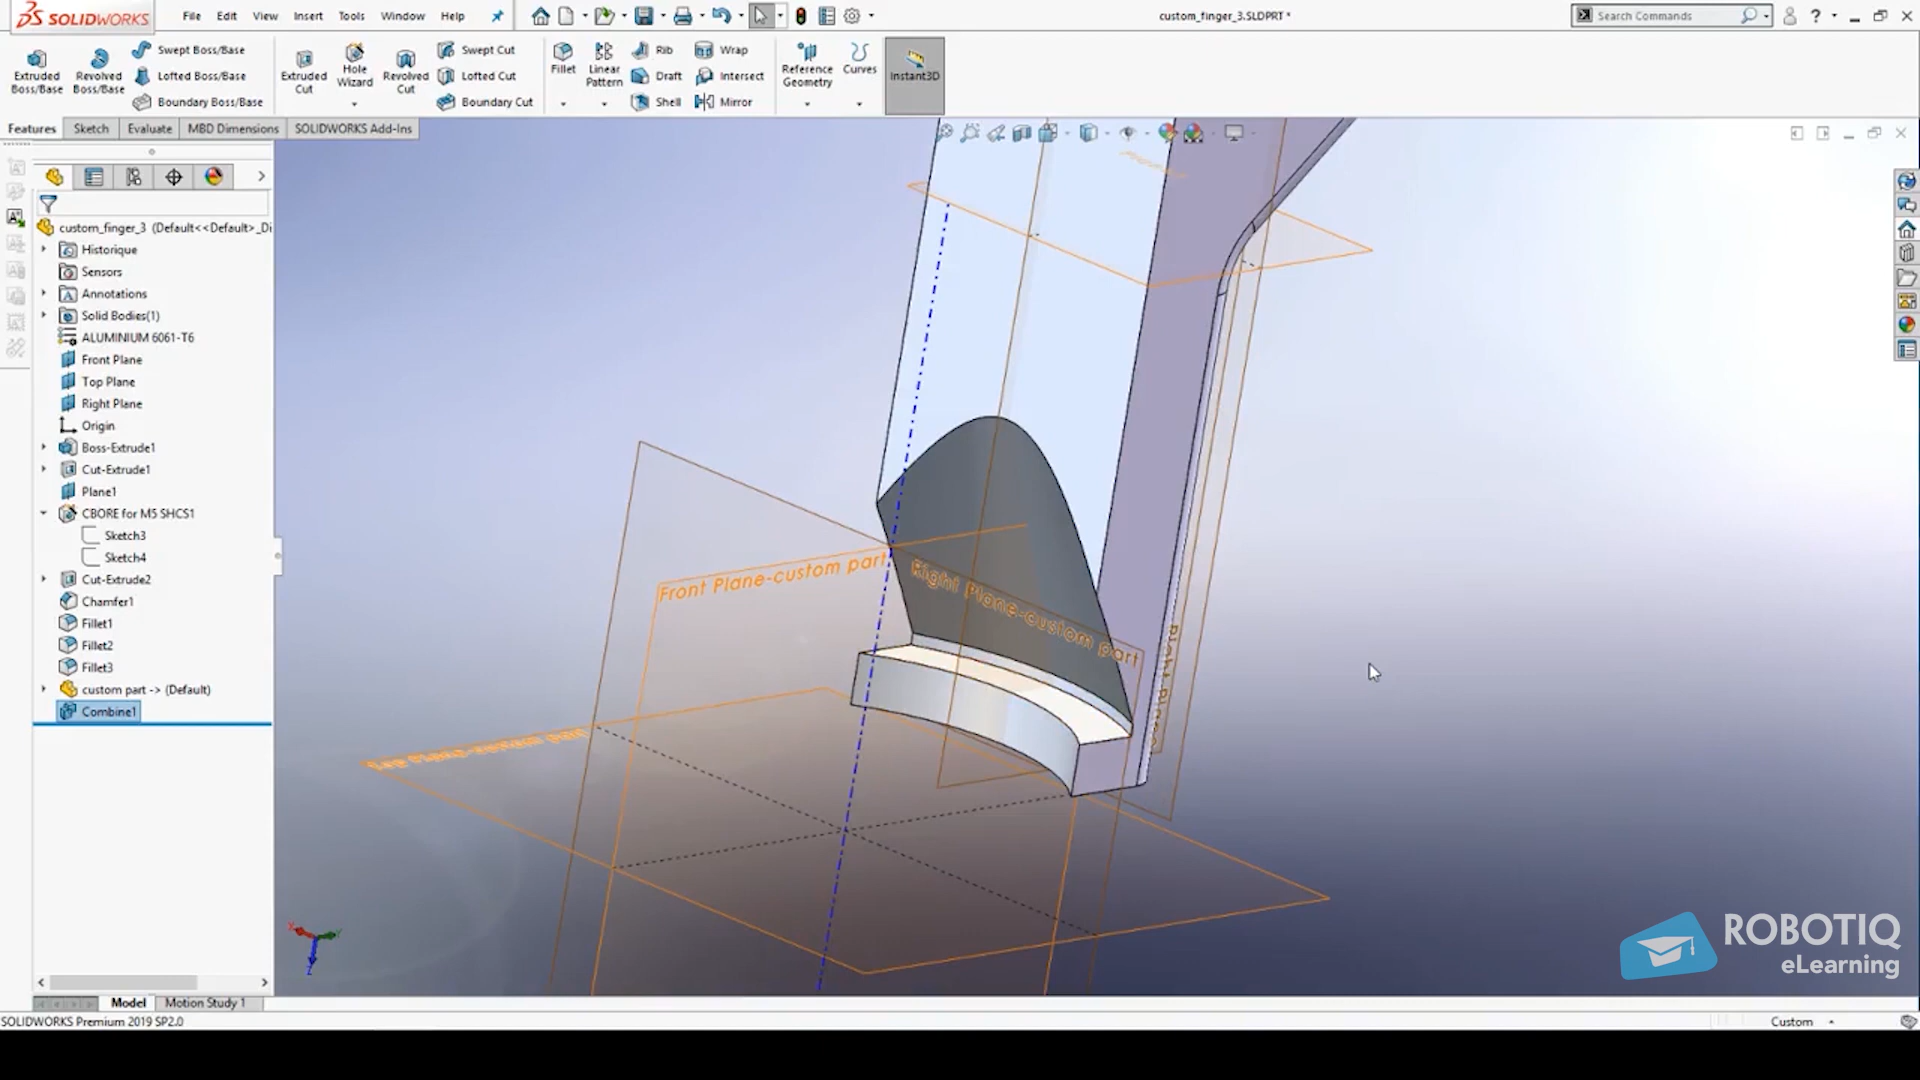 SOLIDWORKS
File Edit View Insert Tools Window Help
custom_finger_3.SLDPRT *
Search Commands
Extruded Boss/Base
Revolved Boss/Base
Swept Boss/Base
Lofted Boss/Base
Boundary Boss/Base
Extruded Cut
Hole Wizard
Revolved Cut
Swept Cut
Lofted Cut
Boundary Cut
Fillet
Linear Pattern
Rib
Draft
Shell
Wrap
Intersect
Mirror
Reference Geometry
Curves
Instant3D
Features Sketch Evaluate MBD Dimensions SOLIDWORKS Add-Ins
custom_finger_3 (Default<<Default>_Di
Historique
Sensors
Annotations
Solid Bodies(1)
ALUMINIUM 6061-T6
Front Plane
Top Plane
Right Plane
Origin
Boss-Extrude1
Cut-Extrude1
Plane1
CBORE for M5 SHCS1
Sketch3
Sketch4
Cut-Extrude2
Chamfer1
Fillet1
Fillet2
Fillet3
custom part -> (Default)
Combine1
Front Plane-custom part
Right Plane-custom part
Top Plane-custom part
ROBOTIQ
eLearning
Model Motion Study 1
SOLIDWORKS Premium 2019 SP2.0
Custom